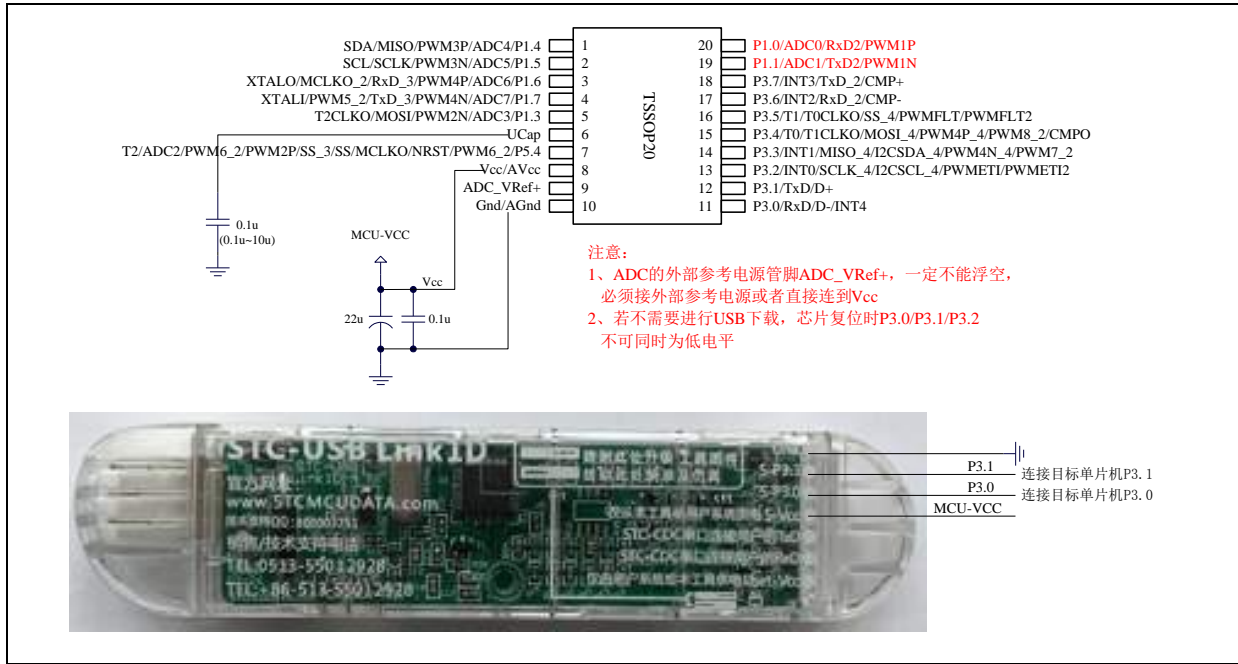 SDA/MISO/PWM3P/ADC4/P1.4
SCL/SCLK/PWM3N/ADC5/P1.5
XTALO/MCLKO_2/RxD_3/PWM4P/ADC6/P1.6
XTALI/PWM5_2/TxD_3/PWM4N/ADC7/P1.7
T2CLKO/MOSI/PWM2N/ADC3/P1.3
UCap
T2/ADC2/PWM6_2/PWM2P/SS_3/SS/MCLKO/NRST/PWM6_2/P5.4
Vcc/AVcc
ADC_VRef+
Gnd/AGnd
1
2
3
4
5
6
7
8
9
10
TSSOP20
20
19
18
17
16
15
14
13
12
11
P1.0/ADC0/RxD2/PWM1P
P1.1/ADC1/TxD2/PWM1N
P3.7/INT3/TxD_2/CMP+
P3.6/INT2/RxD_2/CMP-
P3.5/T1/T0CLKO/SS_4/PWMFLT/PWMFLT2
P3.4/T0/T1CLKO/MOSI_4/PWM4P_4/PWM8_2/CMPO
P3.3/INT1/MISO_4/I2CSDA_4/PWM4N_4/PWM7_2
P3.2/INT0/SCLK_4/I2CSCL_4/PWMETI/PWMETI2
P3.1/TxD/D+
P3.0/RxD/D-/INT4
0.1u
(0.1u~10u)
MCU-VCC
Vcc
22u
0.1u
注意：
1、ADC的外部参考电源管脚ADC_VRef+，一定不能浮空，
必须接外部参考电源或者直接连到Vcc
2、若不需要进行USB下载，芯片复位时P3.0/P3.1/P3.2
不可同时为低电平
STC-USB Link1D
官方网址
www.STCMCUDATA.com
TEL:0513-55012928
TEL:+86-513-55012928
S-P3.1
S-P3.0
S-Vcc
P3.1
连接目标单片机P3.1
P3.0
连接目标单片机P3.0
MCU-VCC